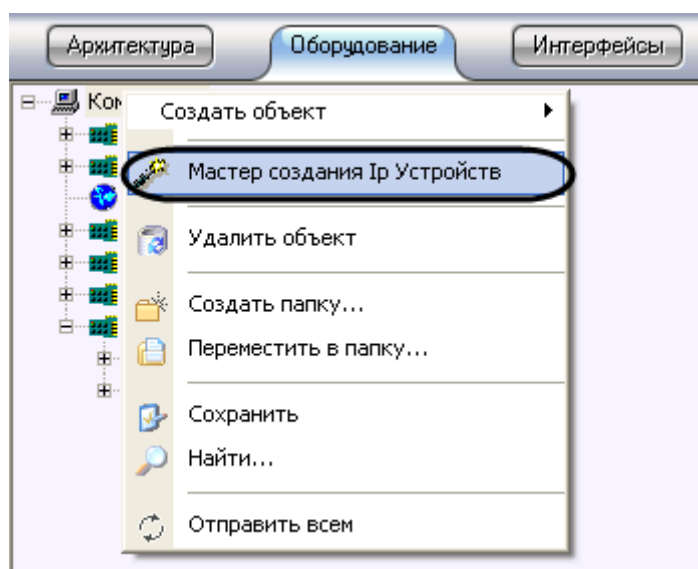 Архитектура
Оборудование
Интерфейсы
Создать объект
Мастер создания Ip Устройств
Удалить объект
Создать папку...
Переместить в папку...
Сохранить
Найти...
Отправить всем